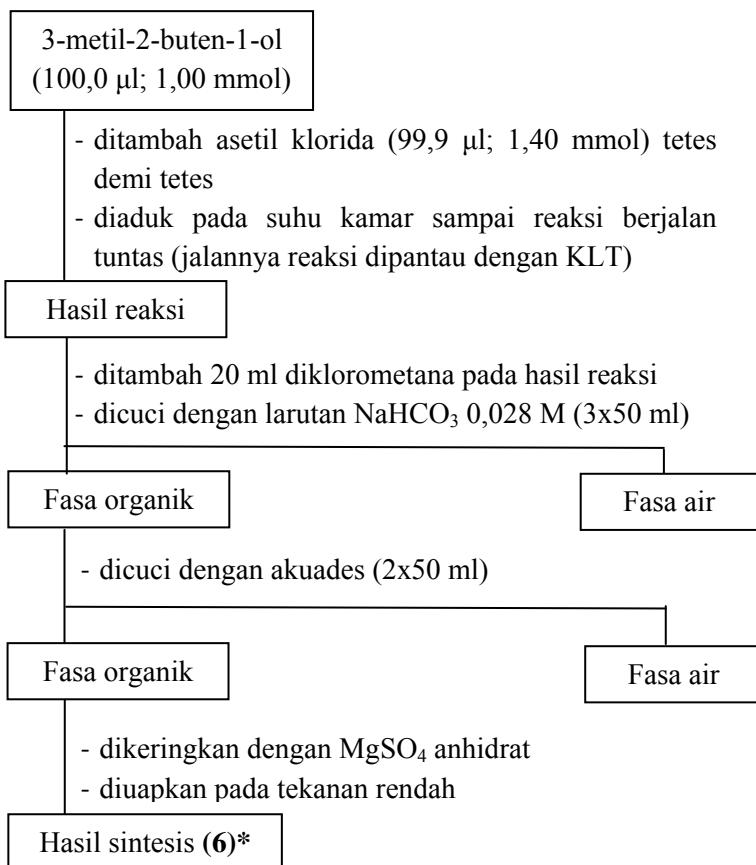 3-metil-2-buten-1-ol
(100,0 μl; 1,00 mmol)
- ditambah asetil klorida (99,9 μl; 1,40 mmol) tetes
demi tetes
- diaduk pada suhu kamar sampai reaksi berjalan
tuntas (jalannya reaksi dipantau dengan KLT)
Hasil reaksi
- ditambah 20 ml diklorometana pada hasil reaksi
- dicuci dengan larutan NaHCO₃ 0,028 M (3x50 ml)
Fasa organik
Fasa air
- dicuci dengan akuades (2x50 ml)
Fasa organik
Fasa air
- dikeringkan dengan MgSO₄ anhidrat
- diuapkan pada tekanan rendah
Hasil sintesis (6)*